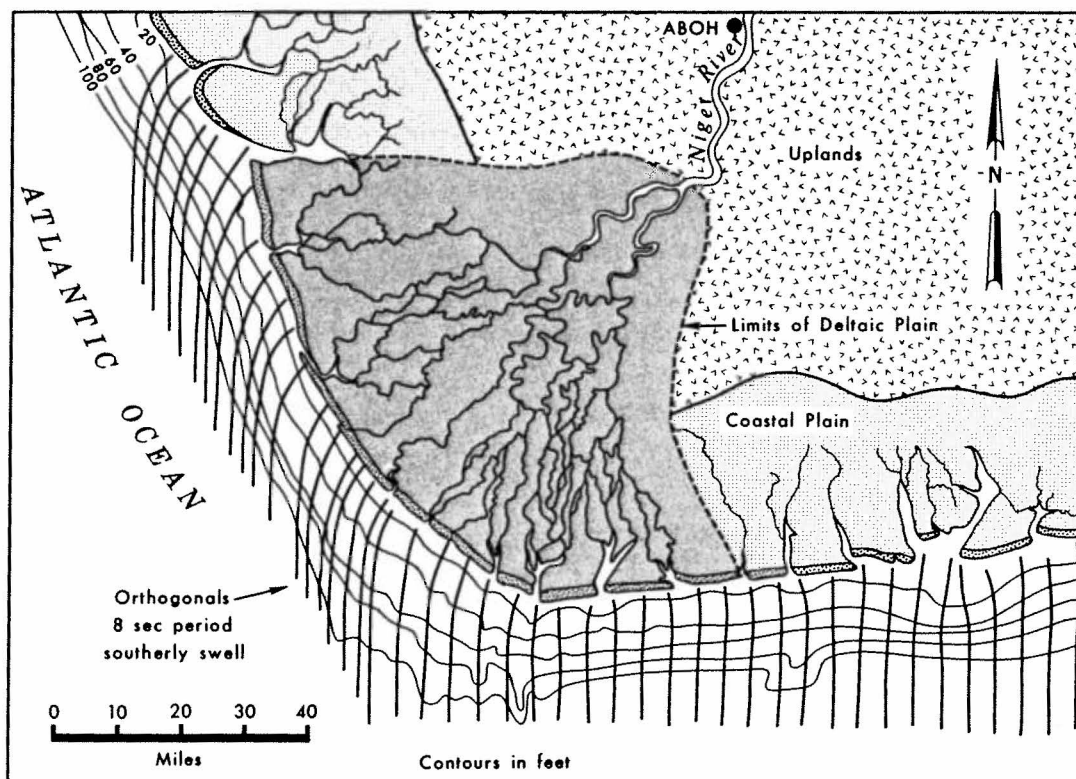 20
40
60
80
100
ABOH
Niger River
Uplands
N
ATLANTIC OCEAN
Limits of Deltaic Plain
Coastal Plain
Orthogonals
8 sec period
southerly swell
0 10 20 30 40
Miles
Contours in feet